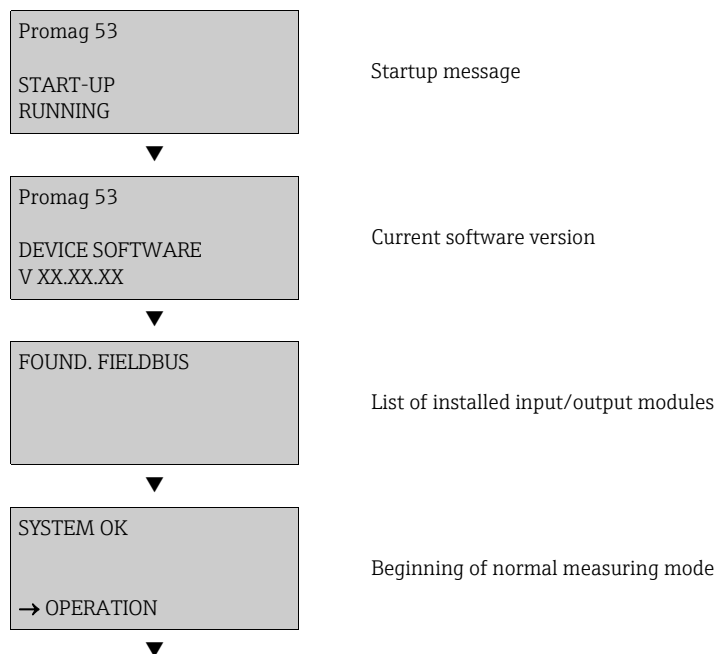 Promag 53
START-UP
RUNNING
Startup message
▼
Promag 53
DEVICE SOFTWARE
V XX.XX.XX
Current software version
▼
FOUND. FIELDBUS
List of installed input/output modules
▼
SYSTEM OK
→ OPERATION
Beginning of normal measuring mode
▼